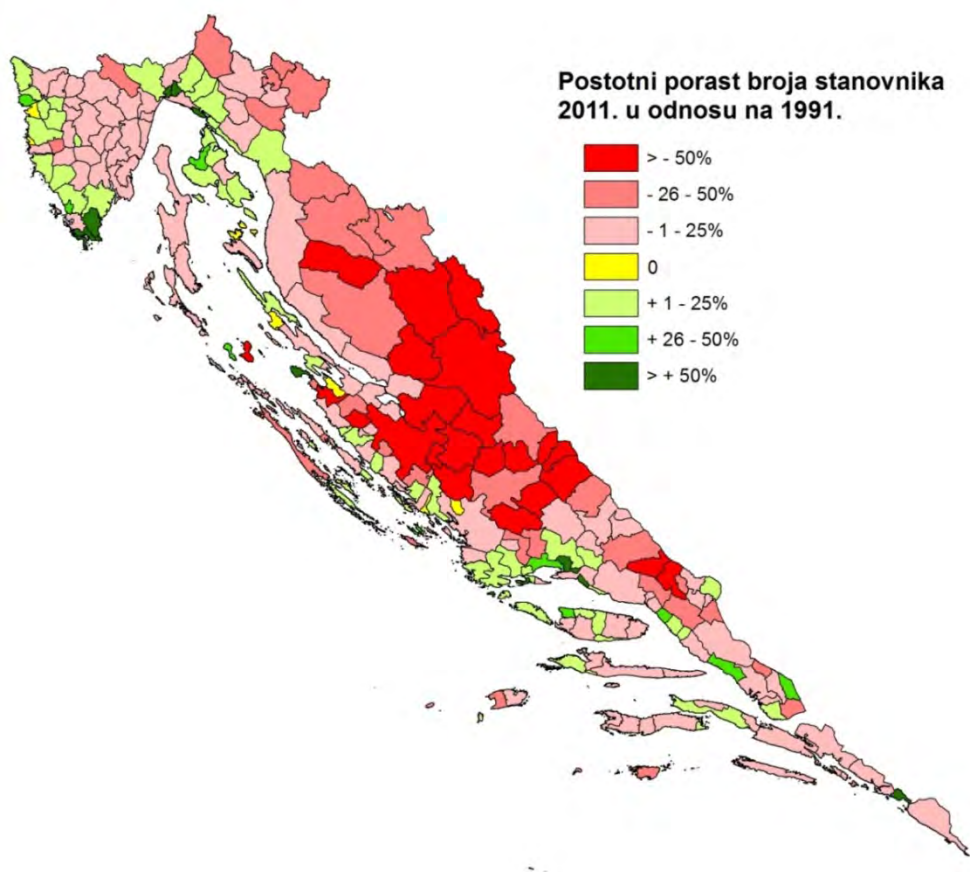 Postotni porast broja stanovnika
2011. u odnosu na 1991.
> - 50%
- 26 - 50%
- 1 - 25%
0
+ 1 - 25%
+ 26 - 50%
> + 50%